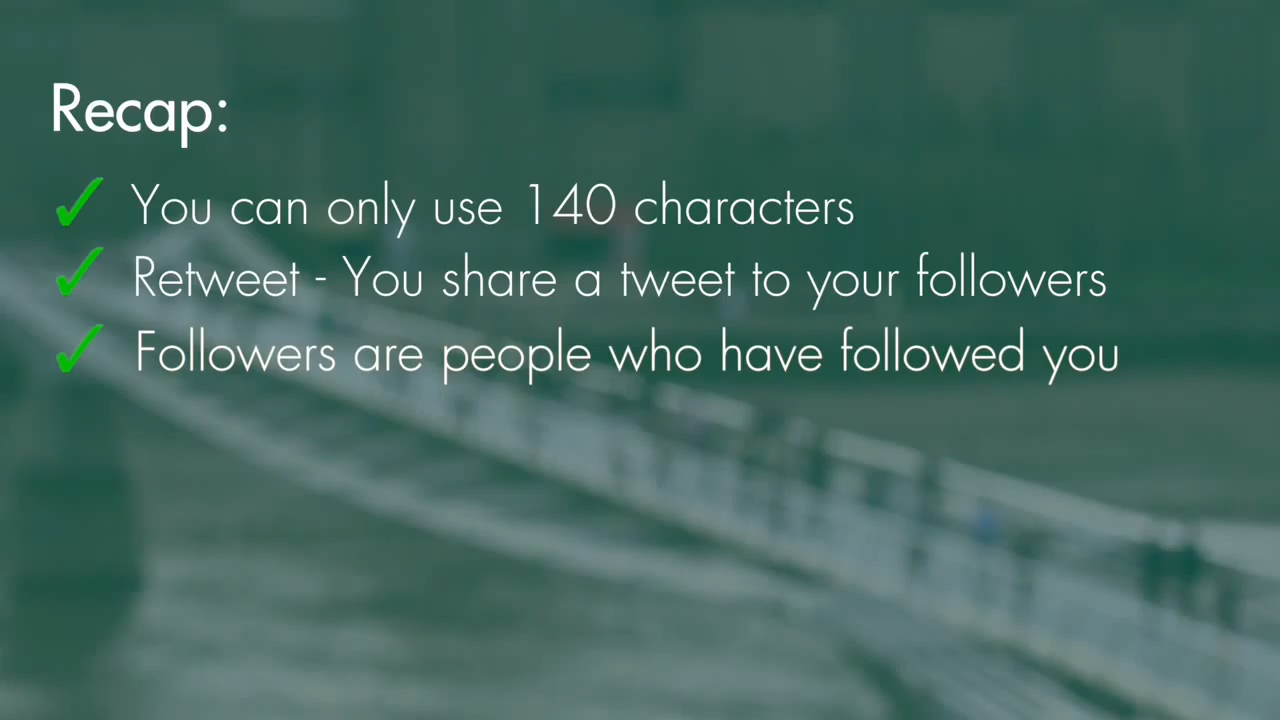 Recap:
✓ You can only use 140 characters
✓ Retweet - You share a tweet to your followers
✓ Followers are people who have followed you